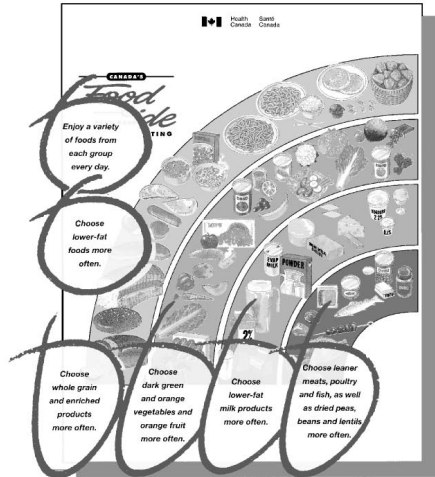 Health Santé
Canada Canada
CANADA'S
Food
Enjoy a variety
of foods from
each group
every day.
Choose
lower-fat
foods more
often.
EVAP
MILK
POWDER
2%
Choose
whole grain
and enriched
products
more often.
Choose
dark green
and orange
vegetables and
orange fruit
more often.
Choose
lower-fat
milk products
more often.
Choose leaner
meats, poultry
and fish, as well
as dried peas,
beans and lentils
more often.